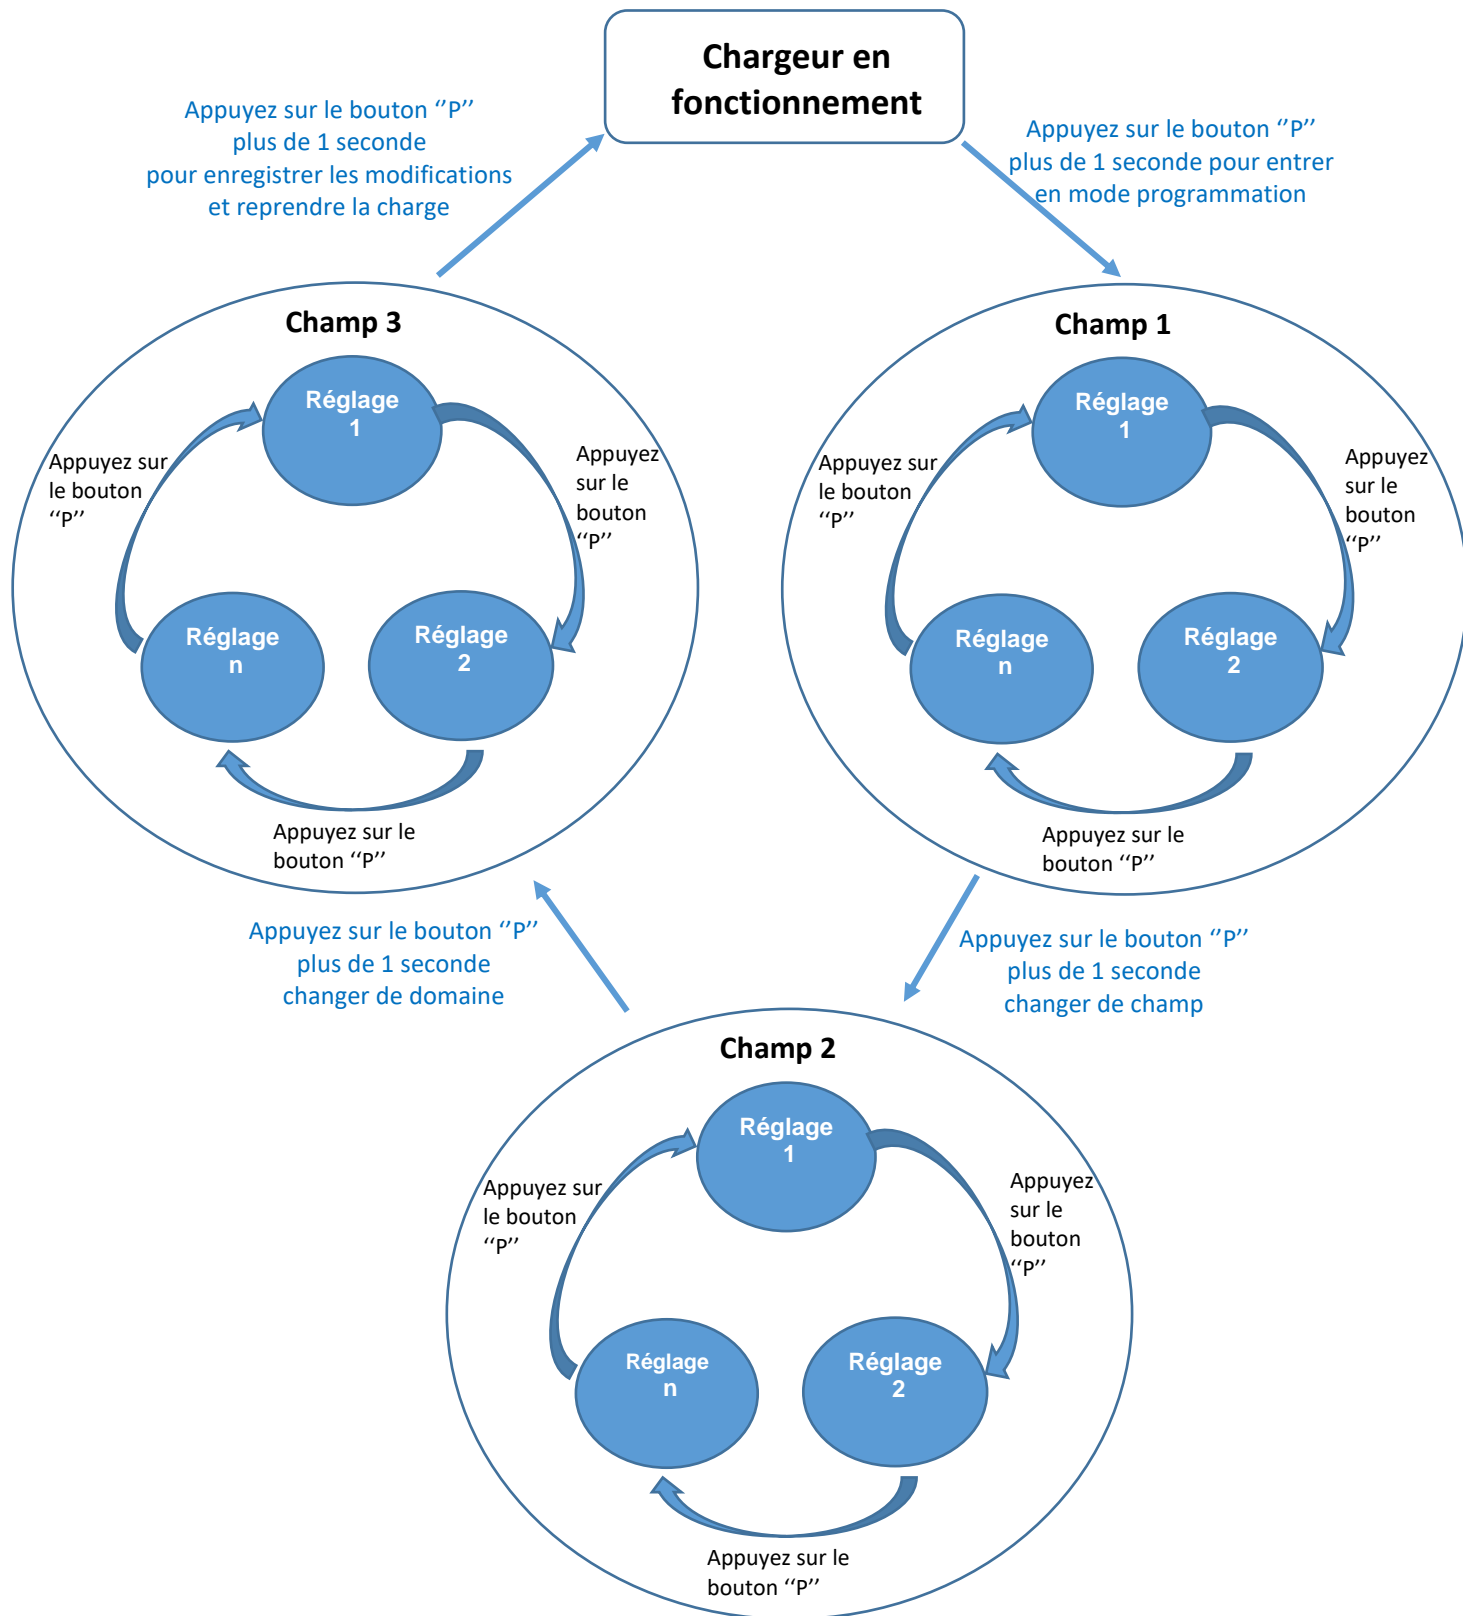 Chargeur en
fonctionnement
Appuyez sur le bouton ‘’P’’
plus de 1 seconde
pour enregistrer les modifications
et reprendre la charge
Appuyez sur le bouton ‘’P’’
plus de 1 seconde pour entrer
en mode programmation
Champ 3
Réglage
1
Appuyez sur
le bouton
‘‘P’’
Appuyez
sur le
bouton
‘‘P’’
Réglage
n
Réglage
2
Appuyez sur le
bouton ‘‘P’’
Champ 1
Réglage
1
Appuyez sur
le bouton
‘‘P’’
Appuyez
sur le
bouton
‘‘P’’
Réglage
n
Réglage
2
Appuyez sur le
bouton ‘‘P’’
Appuyez sur le bouton ‘’P’’
plus de 1 seconde
changer de domaine
Appuyez sur le bouton ‘’P’’
plus de 1 seconde
changer de champ
Champ 2
Réglage
1
Appuyez sur
le bouton
‘‘P’’
Appuyez
sur le
bouton
‘‘P’’
Réglage
n
Réglage
2
Appuyez sur le
bouton ‘‘P’’